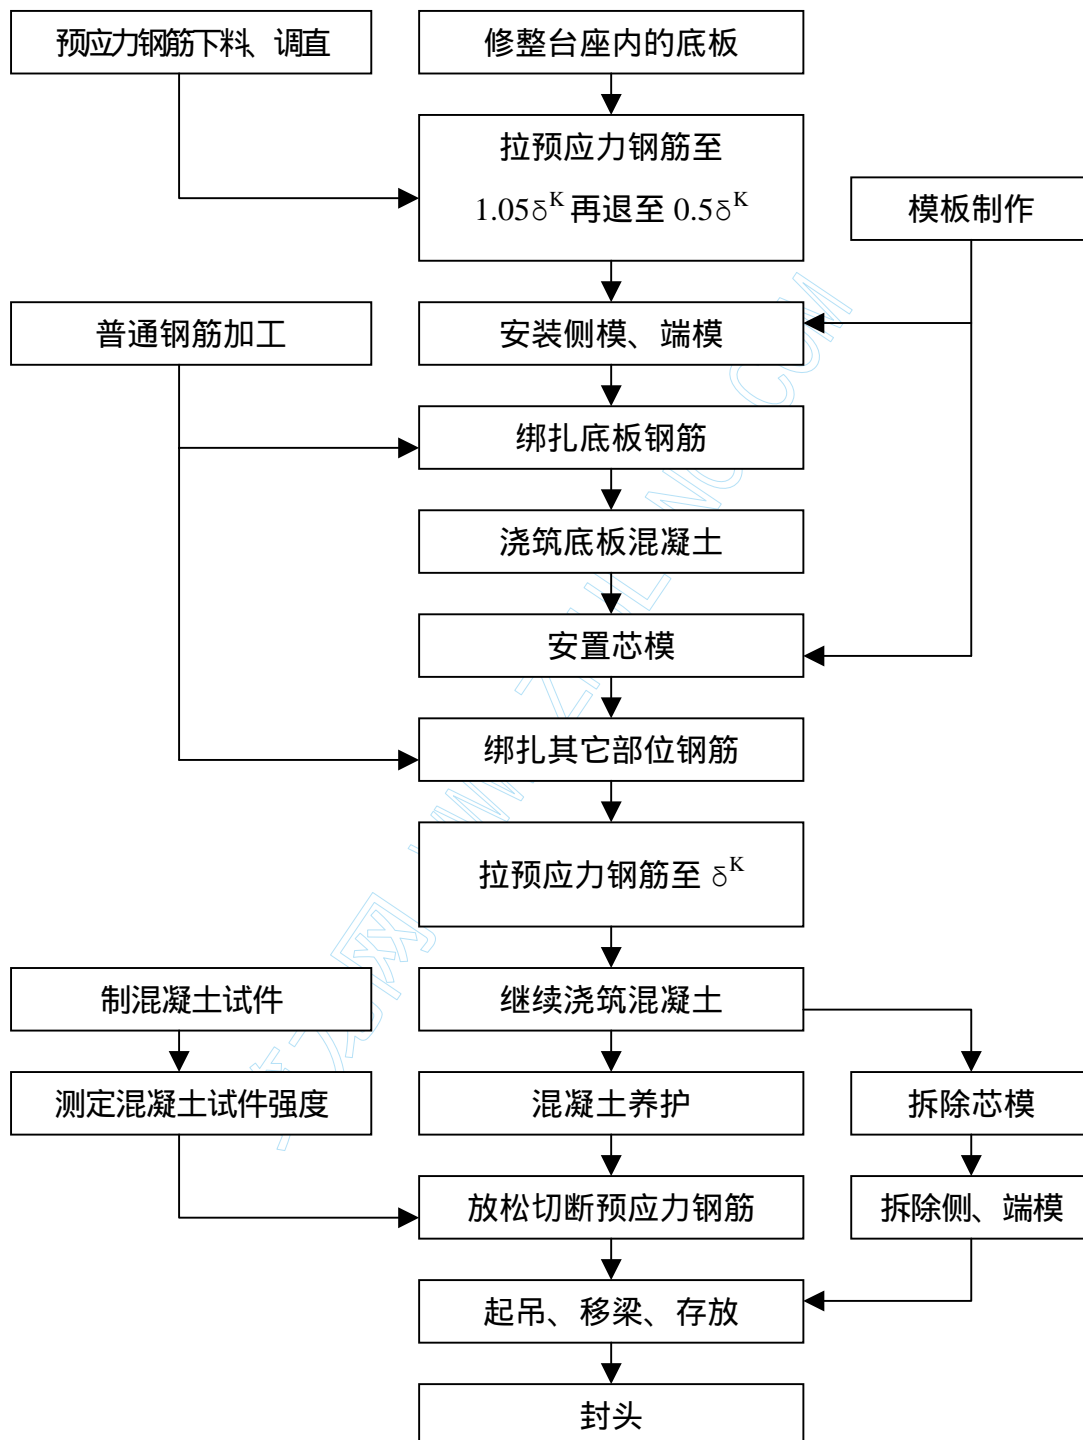 预应力钢筋下料、调直
修整台座内的底板
拉预应力钢筋至
1.05δᴷ 再退至 0.5δᴷ
模板制作
普通钢筋加工
安装侧模、端模
绑扎底板钢筋
浇筑底板混凝土
安置芯模
绑扎其它部位钢筋
拉预应力钢筋至 δᴷ
制混凝土试件
继续浇筑混凝土
测定混凝土试件强度
混凝土养护
拆除芯模
放松切断预应力钢筋
拆除侧、端模
起吊、移梁、存放
封头